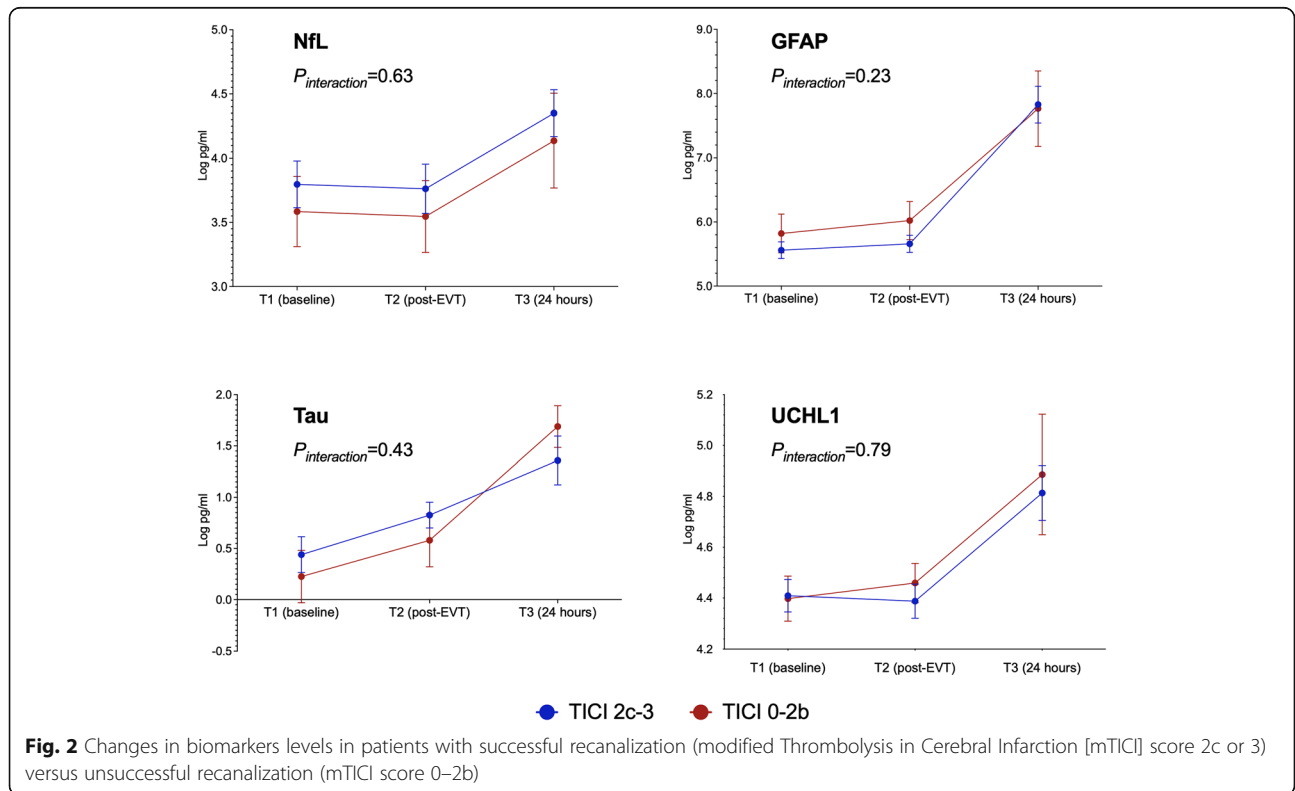 NfL
P interaction=0.63
5.0
4.5
4.0
3.5
3.0
Log pg/ml
T1 (baseline) T2 (post-EVT) T3 (24 hours)
GFAP
P interaction=0.23
9.0
8.0
7.0
6.0
5.0
Log pg/ml
T1 (baseline) T2 (post-EVT) T3 (24 hours)
Tau
P interaction=0.43
2.0
1.5
1.0
0.5
0.0
-0.5
Log pg/ml
T1 (baseline) T2 (post-EVT) T3 (24 hours)
UCHL1
P interaction=0.79
5.2
5.0
4.8
4.6
4.4
4.2
Log pg/ml
T1 (baseline) T2 (post-EVT) T3 (24 hours)
TICI 2c-3 TICI 0-2b
Fig. 2 Changes in biomarkers levels in patients with successful recanalization (modified Thrombolysis in Cerebral Infarction [mTICI] score 2c or 3)
versus unsuccessful recanalization (mTICI score 0–2b)